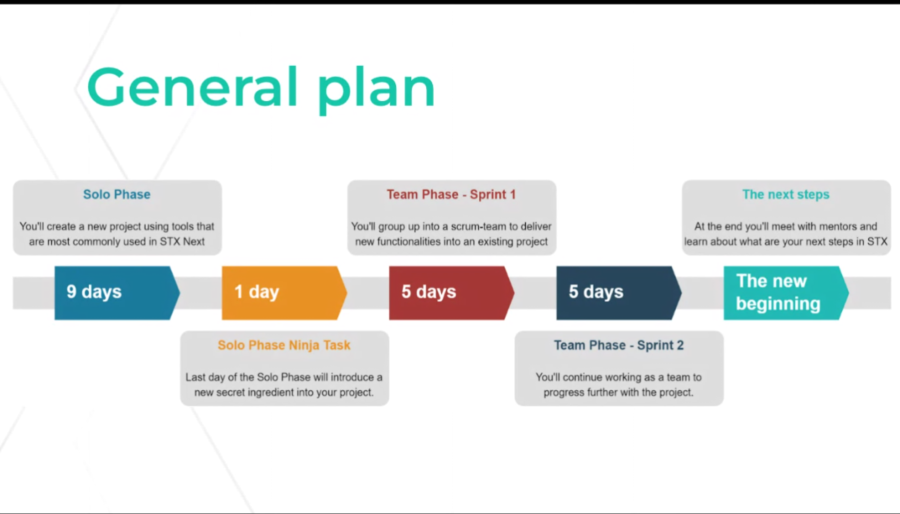 General plan
Solo Phase
You'll create a new project using tools that
are most commonly used in STX Next
Team Phase - Sprint 1
You'll group up into a scrum-team to deliver
new functionalities into an existing project
The next steps
At the end you'll meet with mentors and
learn about what are your next steps in STX
9 days
1 day
5 days
5 days
The new
beginning
Solo Phase Ninja Task
Last day of the Solo Phase will introduce a
new secret ingredient into your project.
Team Phase - Sprint 2
You'll continue working as a team to
progress further with the project.